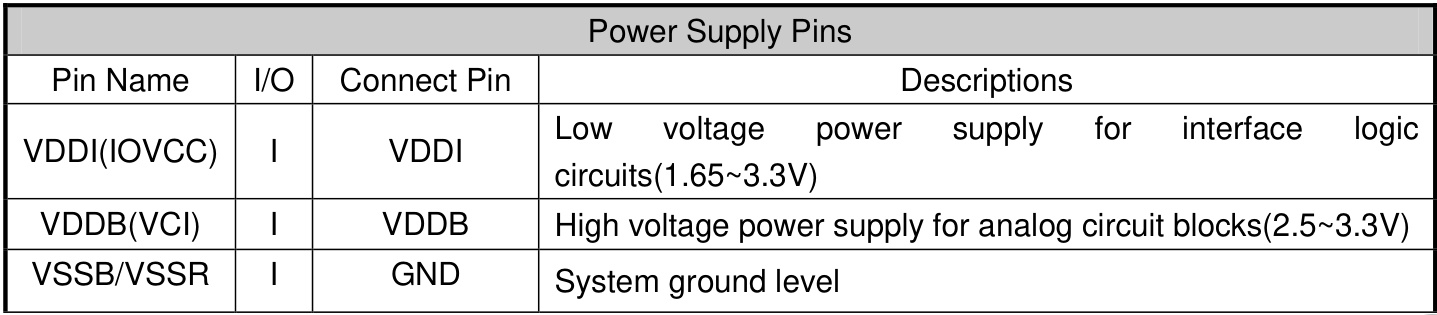 Power Supply Pins
Pin Name I/O Connect Pin Descriptions
VDDI(IOVCC) I VDDI Low voltage power supply for interface logic
circuits(1.65~3.3V)
VDDB(VCI) I VDDB High voltage power supply for analog circuit blocks(2.5~3.3V)
VSSB/VSSR I GND System ground level